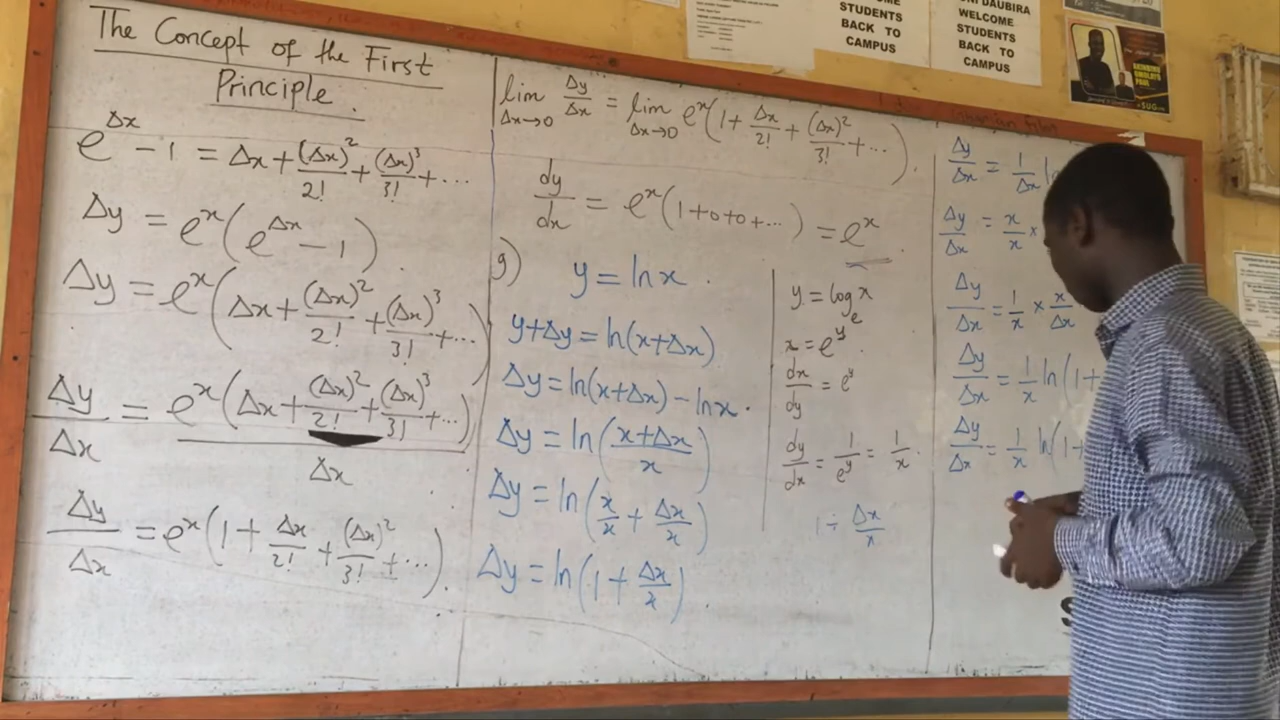 The Concept of the First
Principle.
e^Δx - 1 = Δx + (Δx)²/2! + (Δx)³/3! + ...
Δy = e^x(e^Δx - 1).
Δy = e^x(Δx + (Δx)²/2! + (Δx)³/3! + ...)
Δy/Δx = e^x(Δx + (Δx)²/2! + (Δx)³/3! + ...)/Δx
Δy/Δx = e^x(1 + Δx/2! + (Δx)²/3! + ...).
lim Δx→0 Δy/Δx = lim Δx→0 e^x(1 + Δx/2! + (Δx)²/3! + ...).
dy/dx = e^x(1+0+0+...) = e^x.
g) y = ln x.
y+Δy = ln(x+Δx)
Δy = ln(x+Δx) - ln x.
Δy = ln((x+Δx)/x)
Δy = ln(x/x + Δx/x)
Δy = ln(1 + Δx/x).
y = log_e x
x = e^y.
dx/dy = e^y
dy/dx = 1/e^y = 1/x.
1 ÷ Δx/x
Δy/Δx = 1/Δx ln
Δy/Δx = x/x ×
Δy/Δx = 1/x × x/Δx
Δy/Δx = 1/x ln(1+
Δy/Δx = 1/x ln(1+
STUDENTS
BACK TO
CAMPUS
DAUBIRA
WELCOME
STUDENTS
BACK TO
CAMPUS